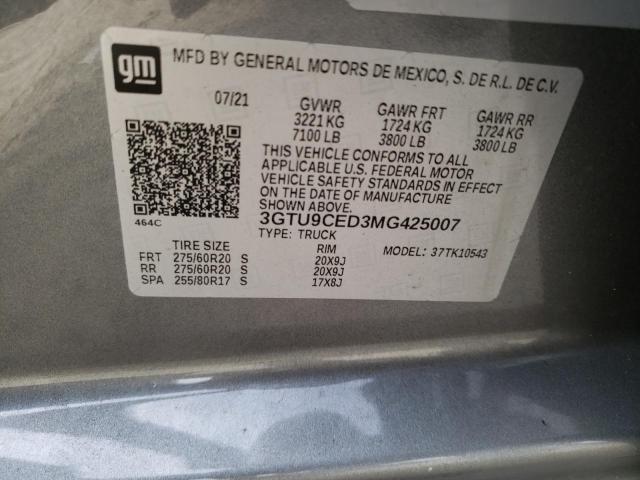 gm
MFD BY GENERAL MOTORS DE MEXICO, S. DE R.L. DE C.V.
07/21 GVWR GAWR FRT GAWR RR
3221 KG 1724 KG 1724 KG
7100 LB 3800 LB 3800 LB
THIS VEHICLE CONFORMS TO ALL
APPLICABLE U.S. FEDERAL MOTOR
VEHICLE SAFETY STANDARDS IN EFFECT
ON THE DATE OF MANUFACTURE
SHOWN ABOVE.
464C
3GTU9CED3MG425007
TYPE: TRUCK MODEL: 37TK10543
TIRE SIZE RIM
FRT 275/60R20 S 20X9J
RR 275/60R20 S 20X9J
SPA 255/80R17 S 17X8J